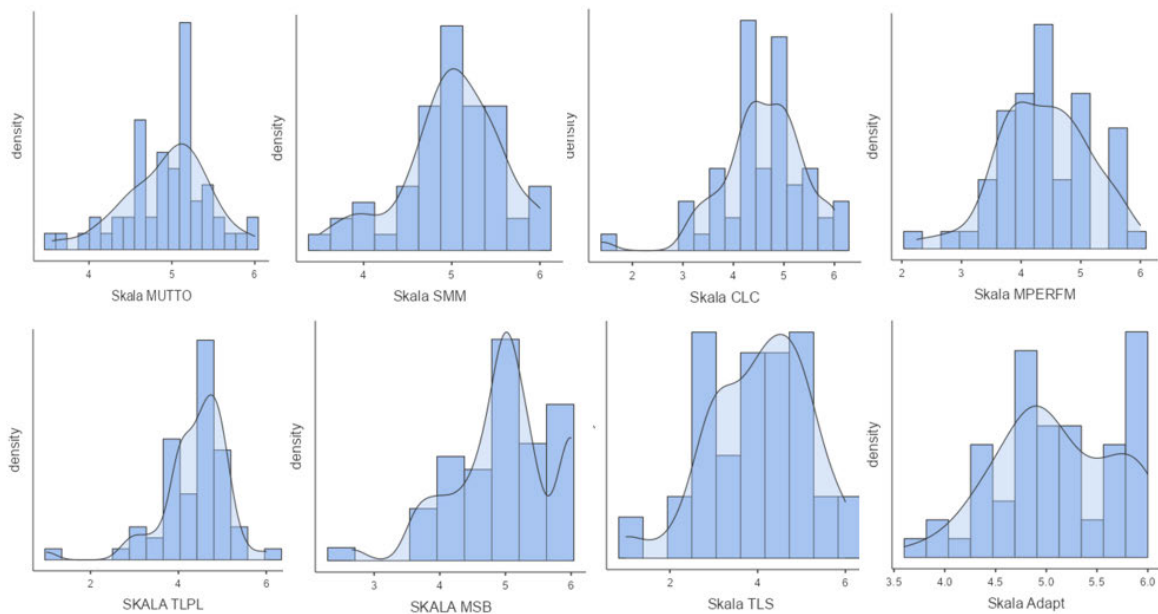 density
4 5 6
Skala MUTTO
density
4 5 6
Skala SMM
density
2 3 4 5 6
Skala CLC
density
2 3 4 5 6
Skala MPERFM
density
2 4 6
SKALA TLPL
density
3 4 5 6
SKALA MSB
2 4 6
Skala TLS
density
3.5 4.0 4.5 5.0 5.5 6.0
Skala Adapt